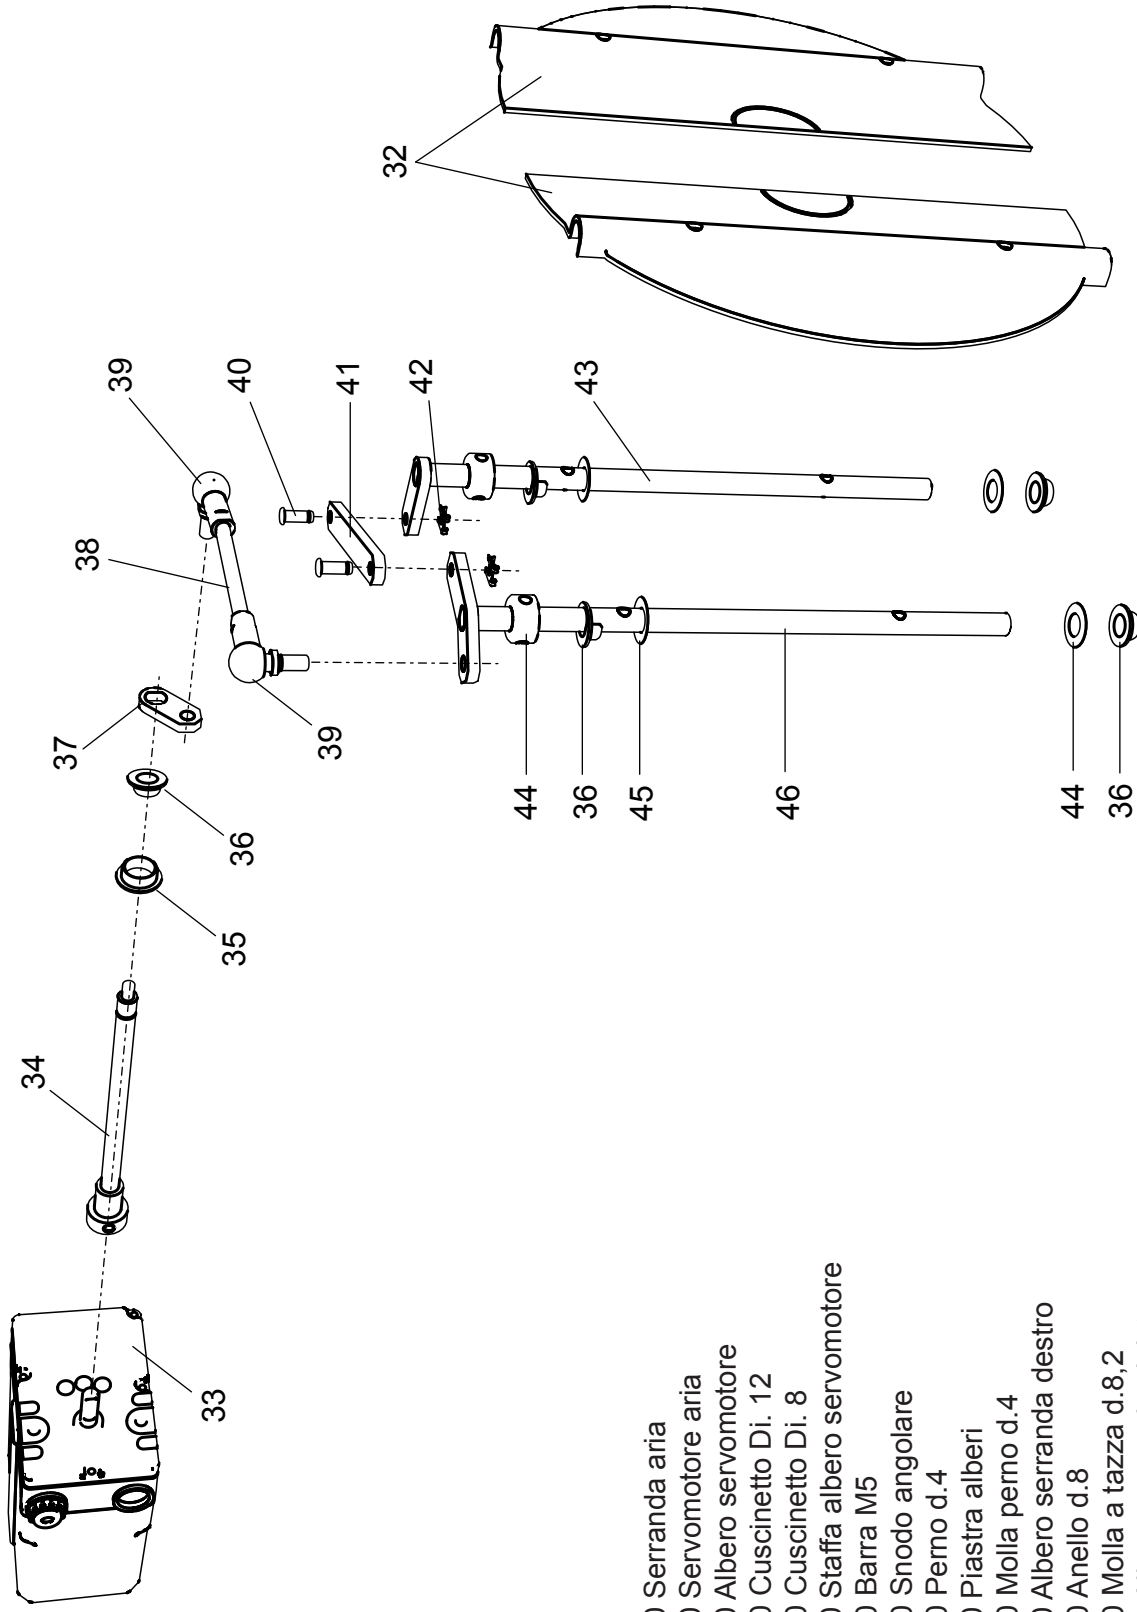 32
39
40
41
42
43
38
39
37
36
35
34
33
44
36
45
46
44
36
) Serranda aria
) Servomotore aria
) Albero servomotore
) Cuscinetto Di. 12
) Cuscinetto Di. 8
) Staffa albero servomotore
) Barra M5
) Snodo angolare
) Perno d.4
) Piastra alberi
) Molla perno d.4
) Albero serranda destro
) Anello d.8
) Molla a tazza d.8,2